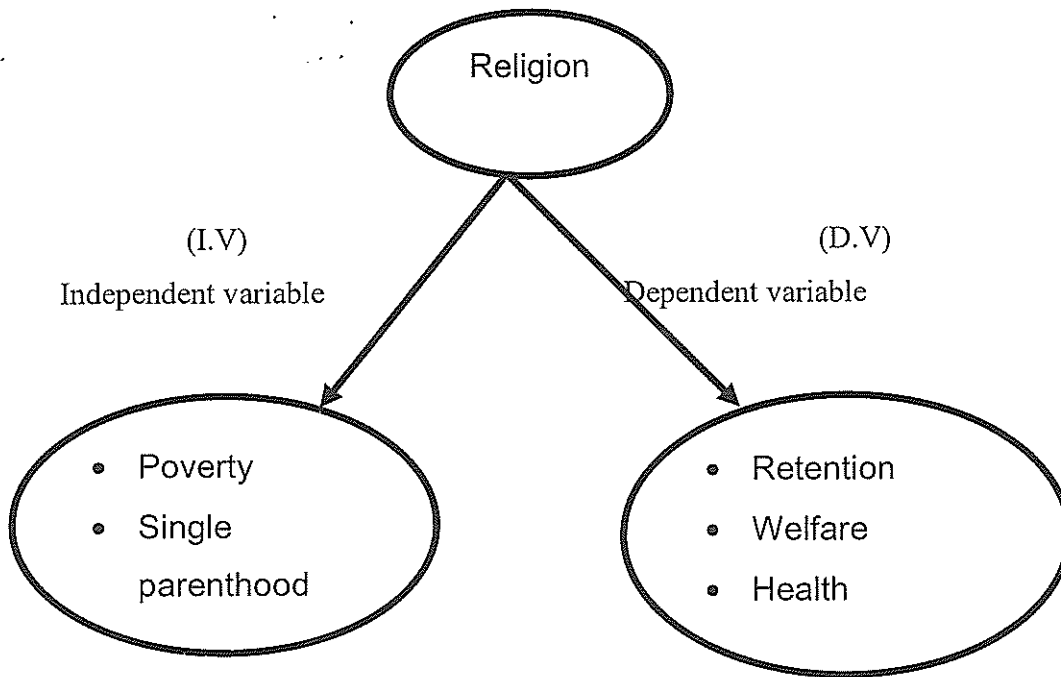 Religion
(I.V)
Independent variable
(D.V)
Dependent variable
• Poverty
• Single
parenthood
• Retention
• Welfare
• Health